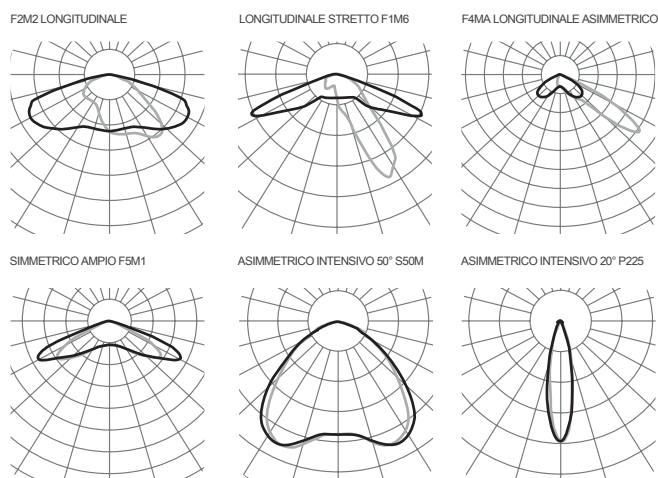 F2M2 LONGITUDINALE
LONGITUDINALE STRETTO F1M6
F4MA LONGITUDINALE ASIMMETRICO
SIMMETRICO AMPIO F5M1
ASIMMETRICO INTENSIVO 50° S50M
ASIMMETRICO INTENSIVO 20° P225